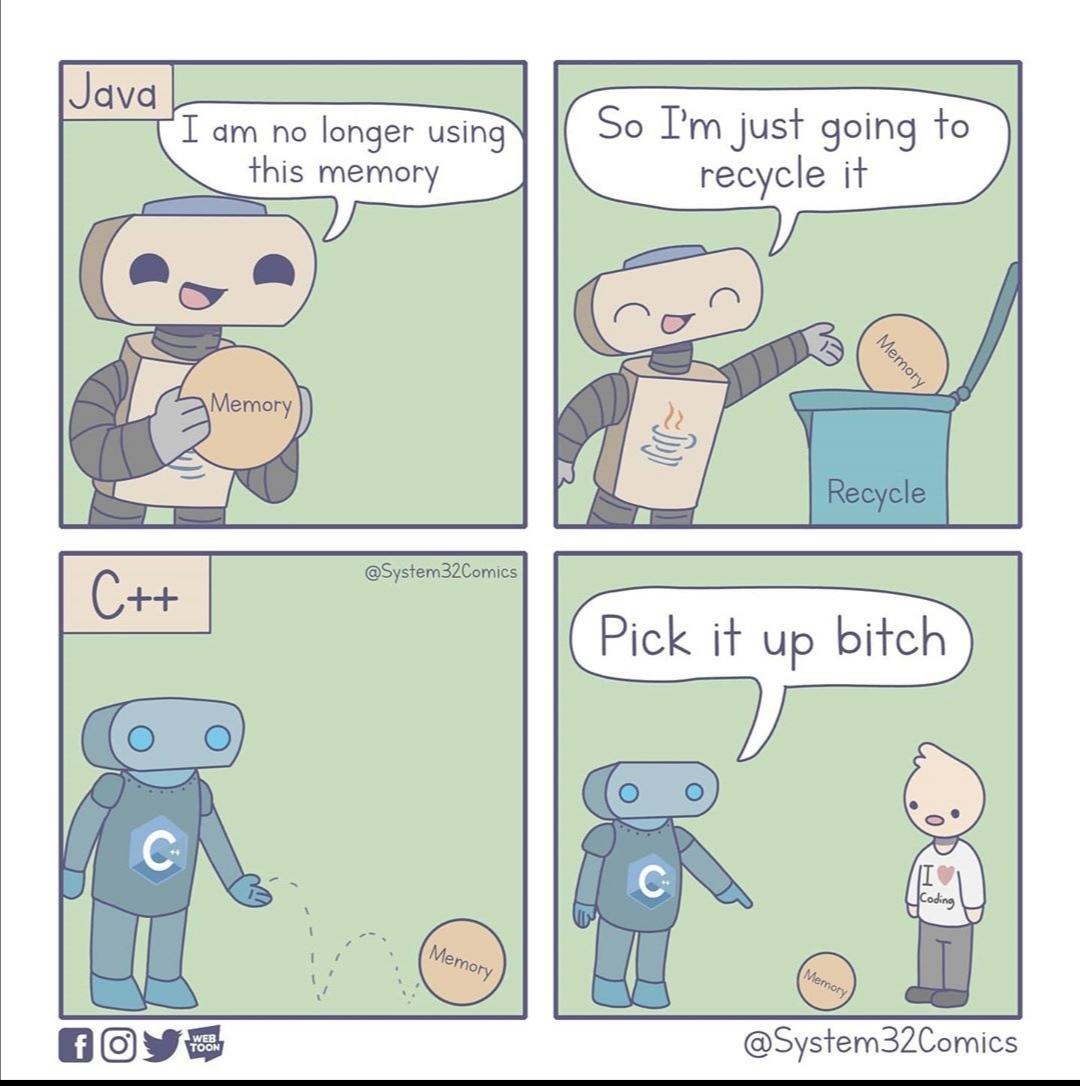 Java
I am no longer using
this memory
Memory
So I'm just going to
recycle it
Memory
Recycle
C++
@System32Comics
C++
Memory
Pick it up bitch
C++
Memory
I ♥
Coding
WEB
TOON
@System32Comics